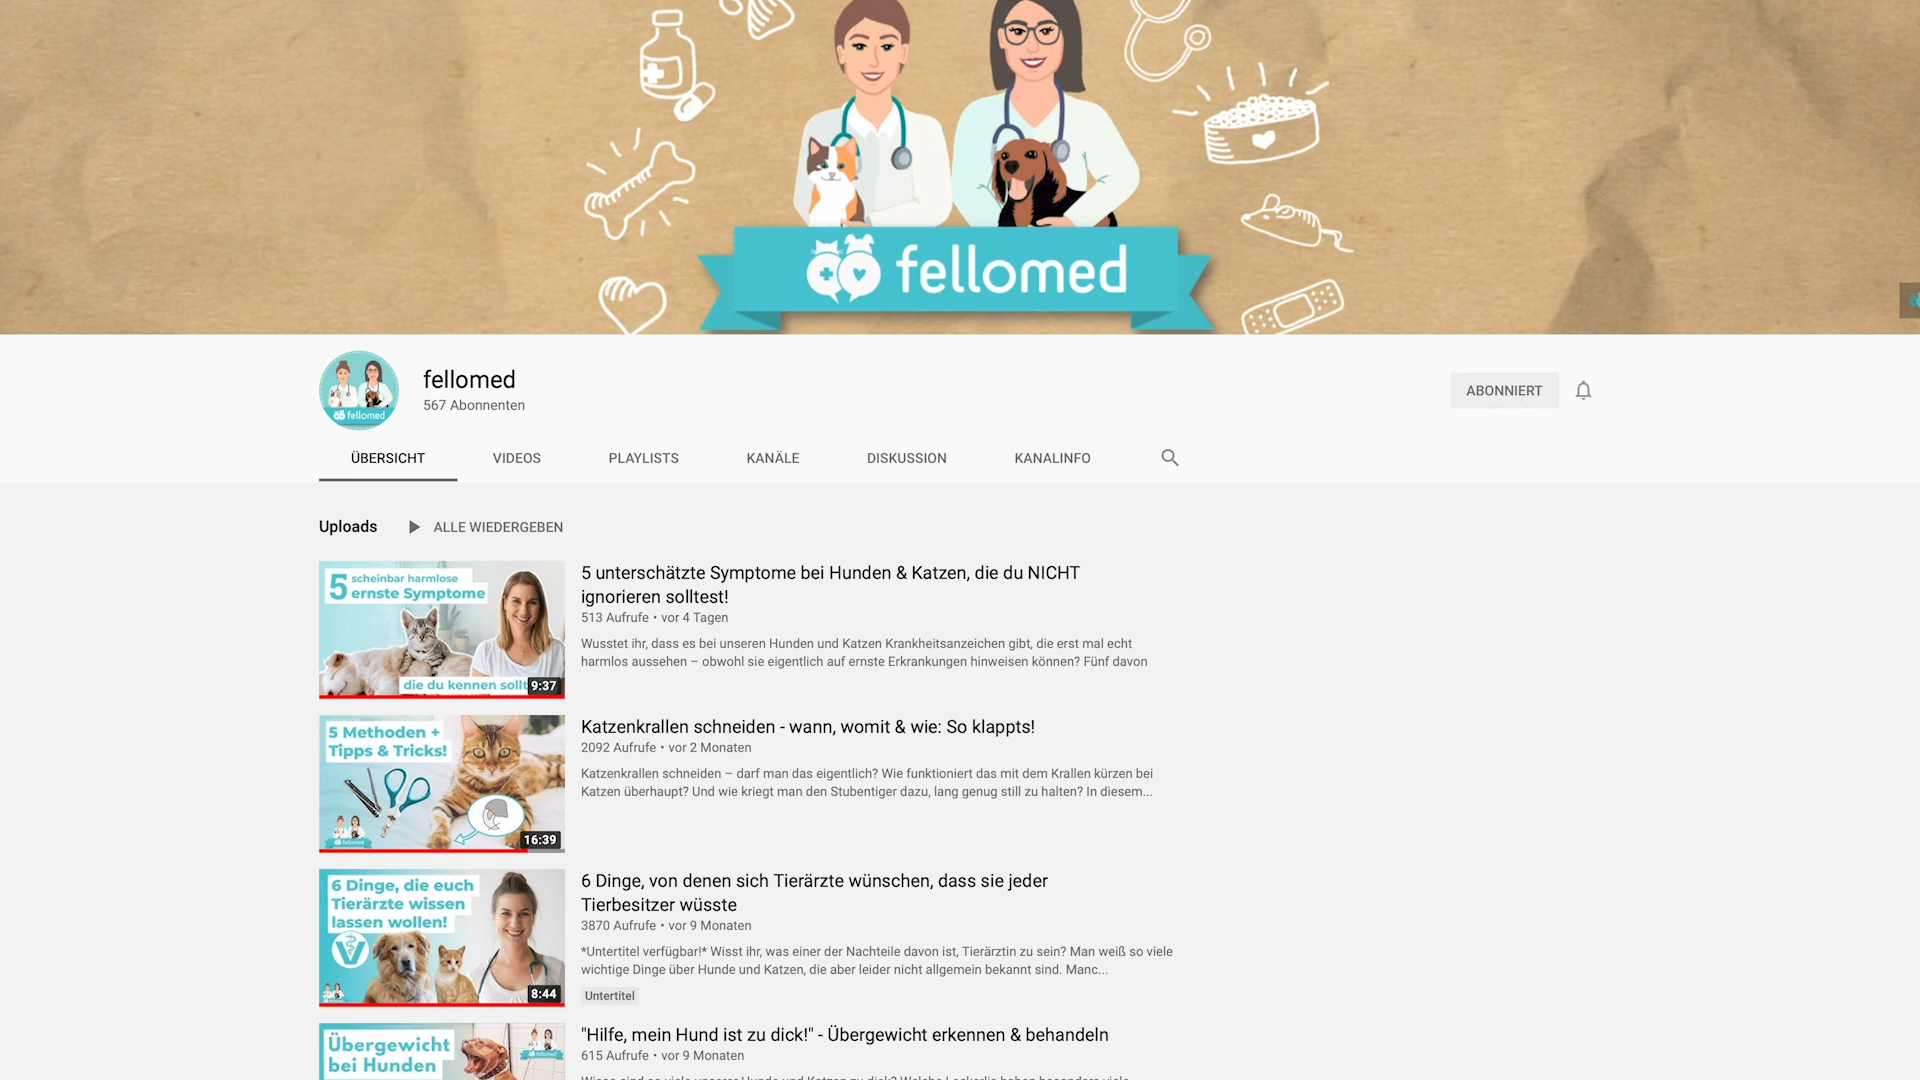 fellomed
fellomed
fellomed
567 Abonnenten
ABONNIERT
ÜBERSICHT
VIDEOS
PLAYLISTS
KANÄLE
DISKUSSION
KANALINFO
Uploads
ALLE WIEDERGEBEN
5 scheinbar harmlose
ernste Symptome
die du kennen sollt
9:37
5 unterschätzte Symptome bei Hunden & Katzen, die du NICHT
ignorieren solltest!
513 Aufrufe • vor 4 Tagen
Wusstet ihr, dass es bei unseren Hunden und Katzen Krankheitsanzeichen gibt, die erst mal echt
harmlos aussehen – obwohl sie eigentlich auf ernste Erkrankungen hinweisen können? Fünf davon
5 Methoden +
Tipps & Tricks!
fellomed
16:39
Katzenkrallen schneiden - wann, womit & wie: So klappts!
2092 Aufrufe • vor 2 Monaten
Katzenkrallen schneiden – darf man das eigentlich? Wie funktioniert das mit dem Krallen kürzen bei
Katzen überhaupt? Und wie kriegt man den Stubentiger dazu, lang genug still zu halten? In diesem...
6 Dinge, die euch
Tierärzte wissen
lassen wollen!
V
8:44
6 Dinge, von denen sich Tierärzte wünschen, dass sie jeder
Tierbesitzer wüsste
3870 Aufrufe • vor 9 Monaten
*Untertitel verfügbar!* Wisst ihr, was einer der Nachteile davon ist, Tierärztin zu sein? Man weiß so viele
wichtige Dinge über Hunde und Katzen, die aber leider nicht allgemein bekannt sind. Manc...
Untertitel
Übergewicht
bei Hunden
fellomed
"Hilfe, mein Hund ist zu dick!" - Übergewicht erkennen & behandeln
615 Aufrufe • vor 9 Monaten